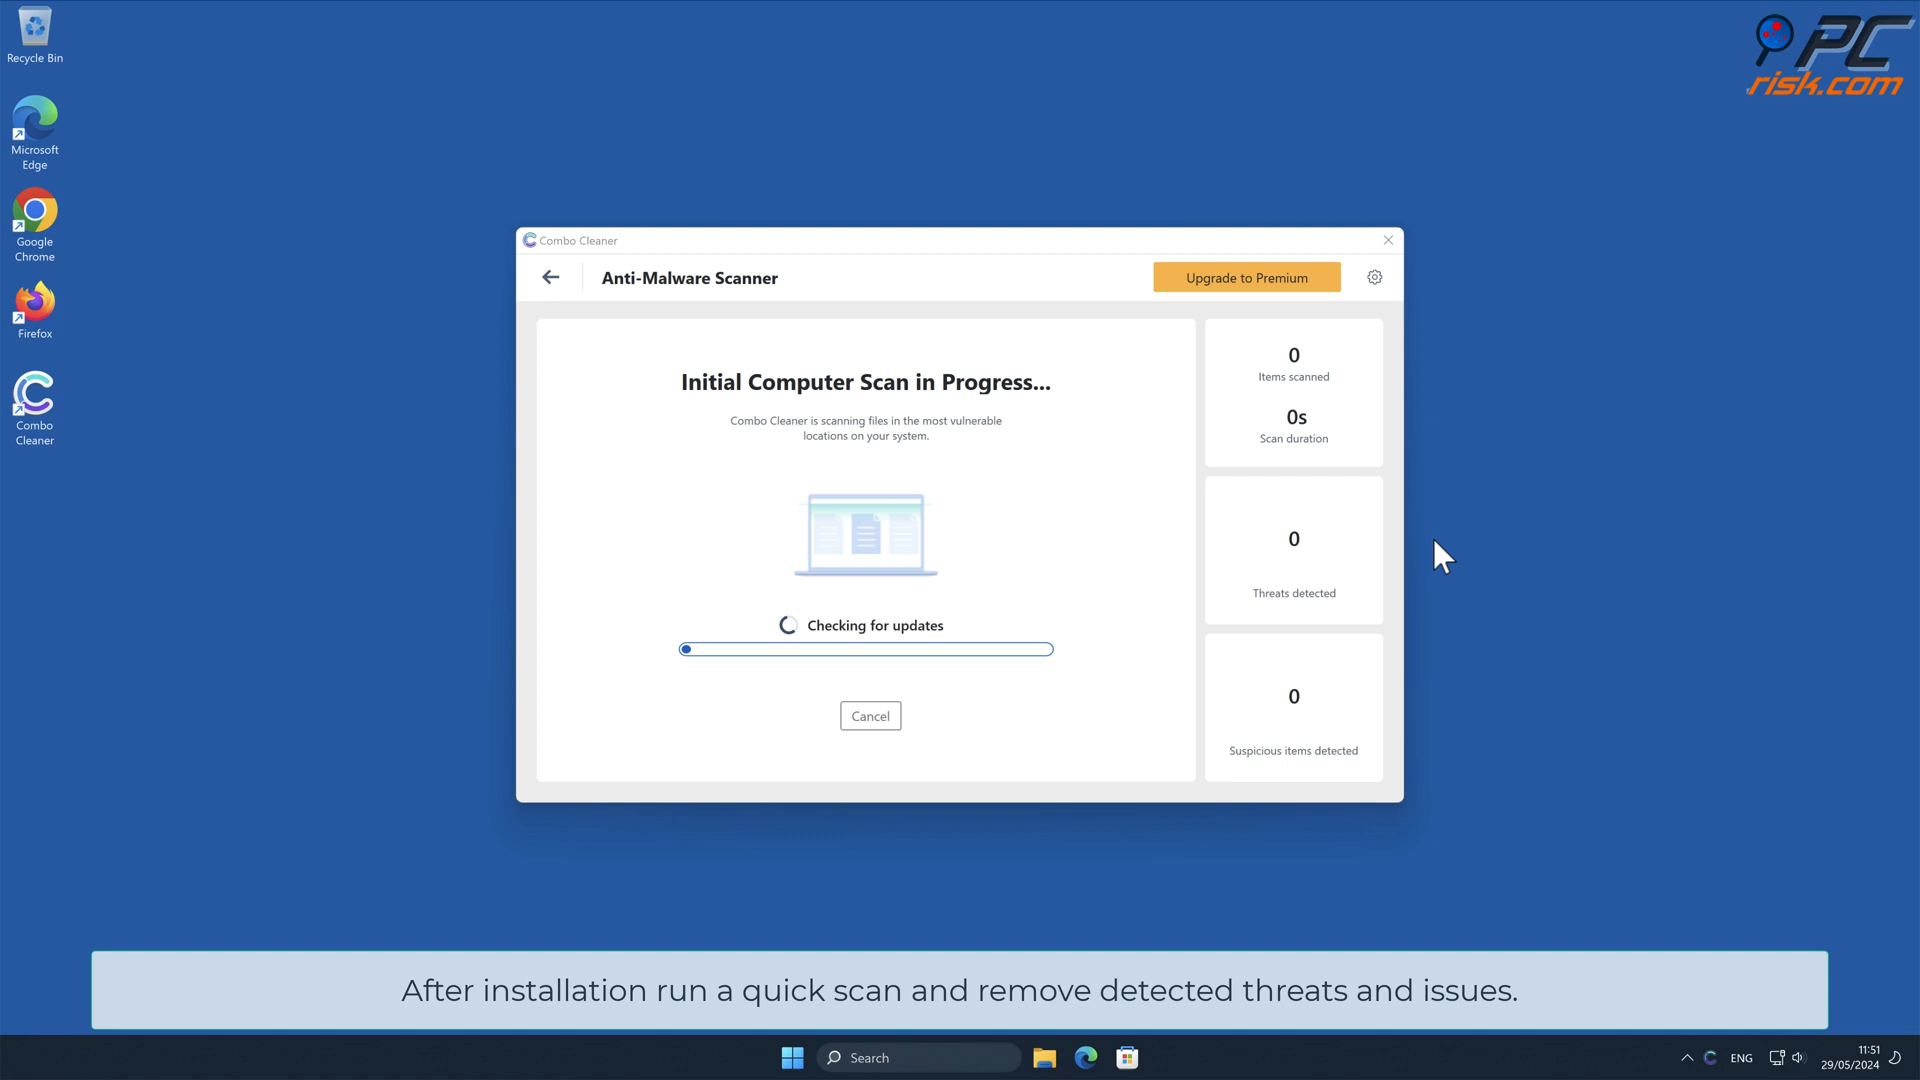 Recycle Bin
PC
risk.com
Microsoft
Edge
Google
Chrome
Firefox
Combo
Cleaner
Combo Cleaner
Anti-Malware Scanner
Upgrade to Premium
Initial Computer Scan in Progress...
Combo Cleaner is scanning files in the most vulnerable
locations on your system.
Checking for updates
Cancel
0
Items scanned
0s
Scan duration
0
Threats detected
0
Suspicious items detected
After installation run a quick scan and remove detected threats and issues.
Search
ENG
11:51
29/05/2024